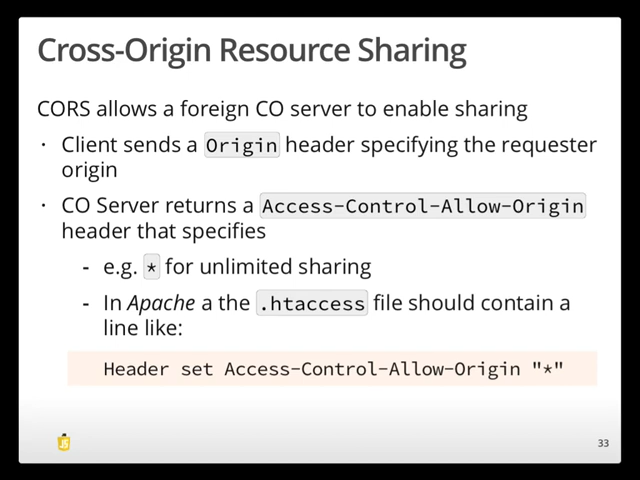 Cross-Origin Resource Sharing
CORS allows a foreign CO server to enable sharing
· Client sends a Origin header specifying the requester
origin
· CO Server returns a Access-Control-Allow-Origin
header that specifies
- e.g. * for unlimited sharing
- In Apache a the .htaccess file should contain a
line like:
Header set Access-Control-Allow-Origin "*"
JS
33